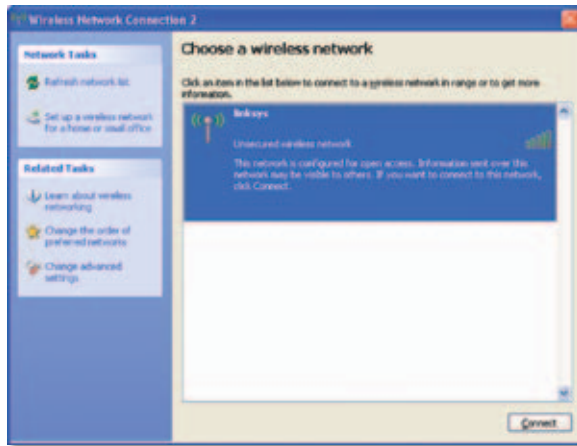 Wireless Network Connection 2
Network Tasks
Refresh network list
Set up a wireless network
for a home or small office
Related Tasks
Learn about wireless
networking
Change the order of
preferred networks
Change advanced
settings
Choose a wireless network
Click an item in the list below to connect to a wireless network in range or to get more
information.
linksys
Unsecured wireless network
This network is configured for open access. Information sent over this
network may be visible to others. If you want to connect to this network,
click Connect.
Connect